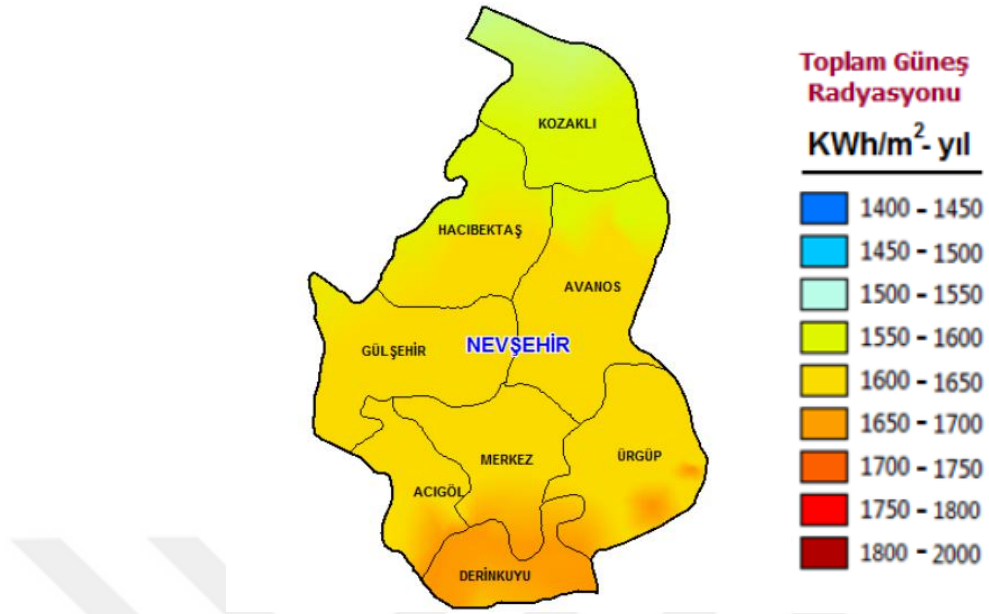 KOZAKLI
HACIBEKTAŞ
AVANOS
GÜLŞEHİR
NEVŞEHİR
MERKEZ
ÜRGÜP
ACIGÖL
DERİNKUYU
Toplam Güneş
Radyasyonu
KWh/m²- yıl
1400 - 1450
1450 - 1500
1500 - 1550
1550 - 1600
1600 - 1650
1650 - 1700
1700 - 1750
1750 - 1800
1800 - 2000